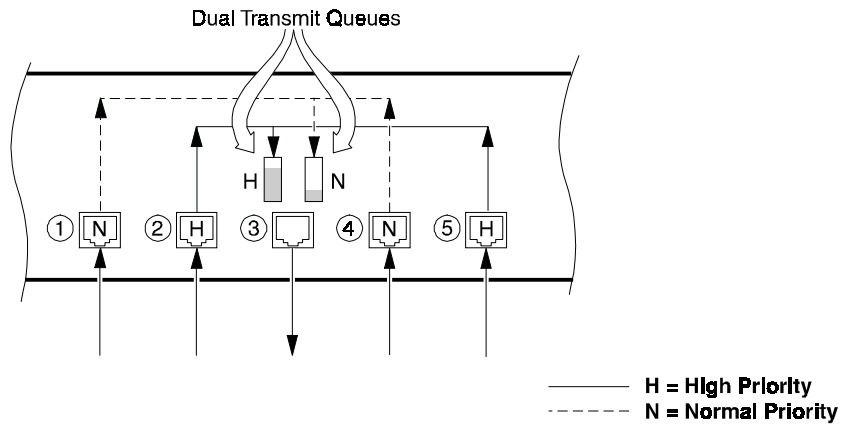 Dual Transmit Queues
H N
1 N 2 H 3 4 N 5 H
H = High Priority
N = Normal Priority